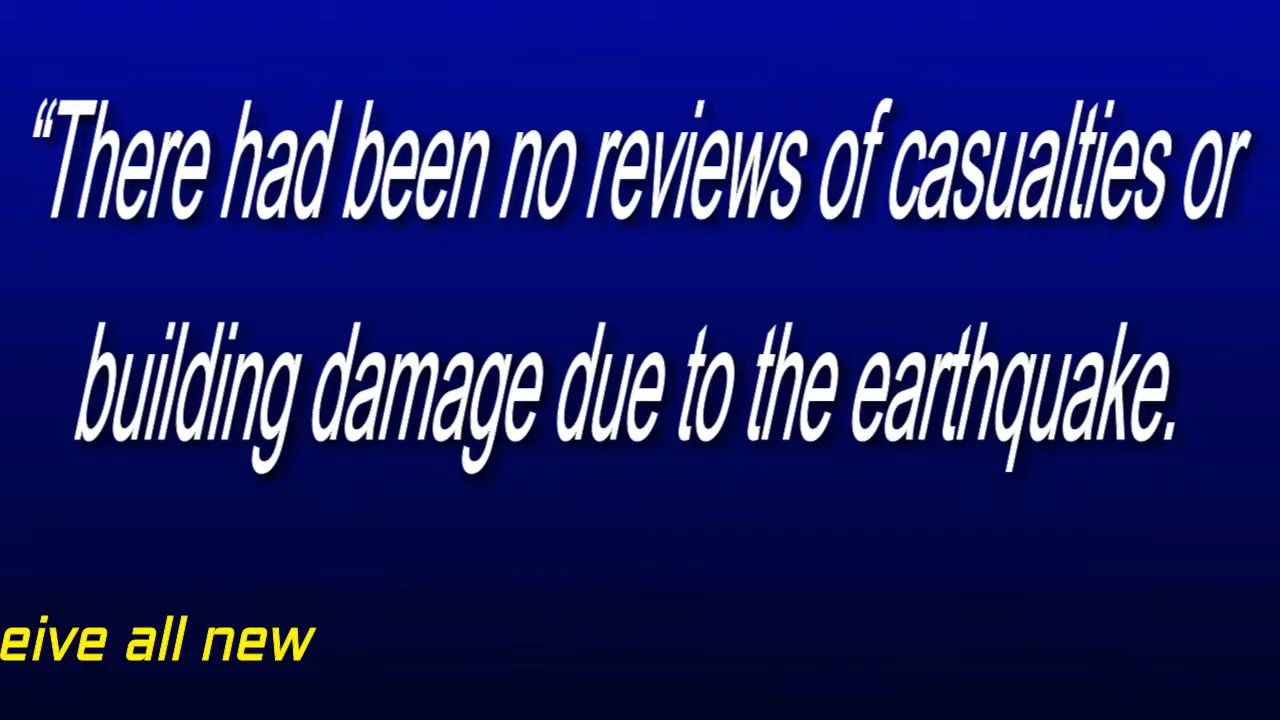 “There had been no reviews of casualties or
building damage due to the earthquake.
eive all new